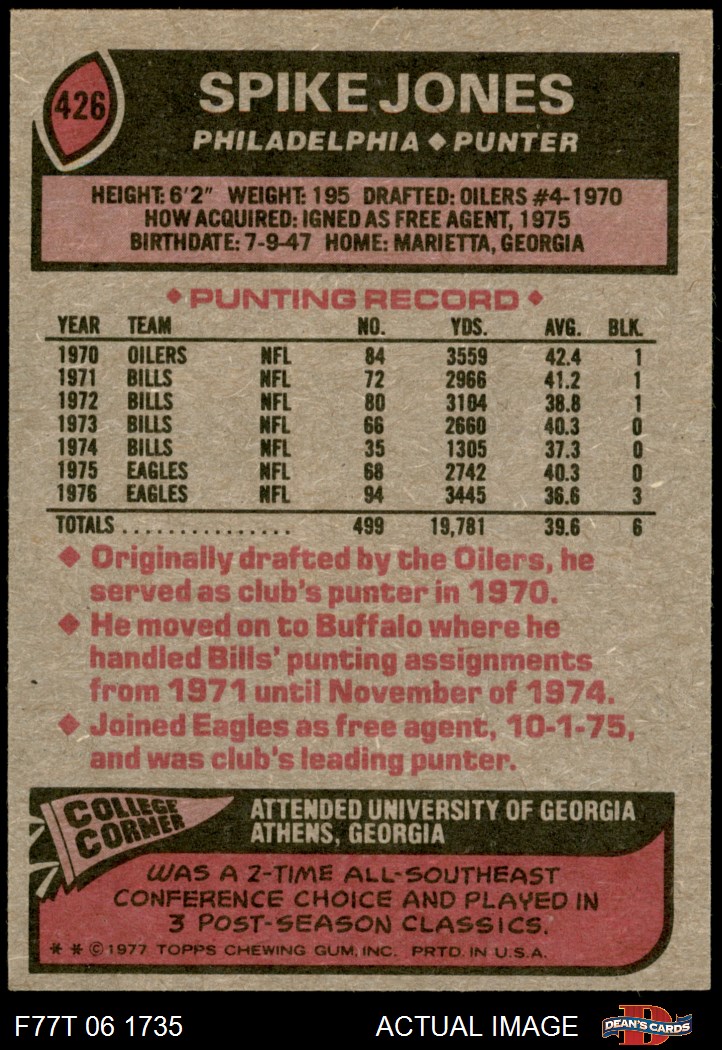 426
SPIKE JONES
PHILADELPHIA ◆ PUNTER
HEIGHT: 6'2" WEIGHT: 195 DRAFTED: OILERS #4-1970
HOW ACQUIRED: IGNED AS FREE AGENT, 1975
BIRTHDATE: 7-9-47 HOME: MARIETTA, GEORGIA
◆ PUNTING RECORD ◆
YEAR TEAM NO. YDS. AVG. BLK.
1970 OILERS NFL 84 3559 42.4 1
1971 BILLS NFL 72 2966 41.2 1
1972 BILLS NFL 80 3104 38.8 1
1973 BILLS NFL 66 2660 40.3 0
1974 BILLS NFL 35 1305 37.3 0
1975 EAGLES NFL 68 2742 40.3 0
1976 EAGLES NFL 94 3445 36.6 3
TOTALS ............... 499 19,781 39.6 6
◆ Originally drafted by the Oilers, he
served as club's punter in 1970.
◆ He moved on to Buffalo where he
handled Bills' punting assignments
from 1971 until November of 1974.
◆ Joined Eagles as free agent, 10-1-75,
and was club's leading punter.
COLLEGE
CORNER
ATTENDED UNIVERSITY OF GEORGIA
ATHENS, GEORGIA
WAS A 2-TIME ALL-SOUTHEAST
CONFERENCE CHOICE AND PLAYED IN
3 POST-SEASON CLASSICS.
* * © 1977 TOPPS CHEWING GUM, INC. PRTD. IN U.S.A.
F77T 06 1735 ACTUAL IMAGE
D
DEAN'S CARDS